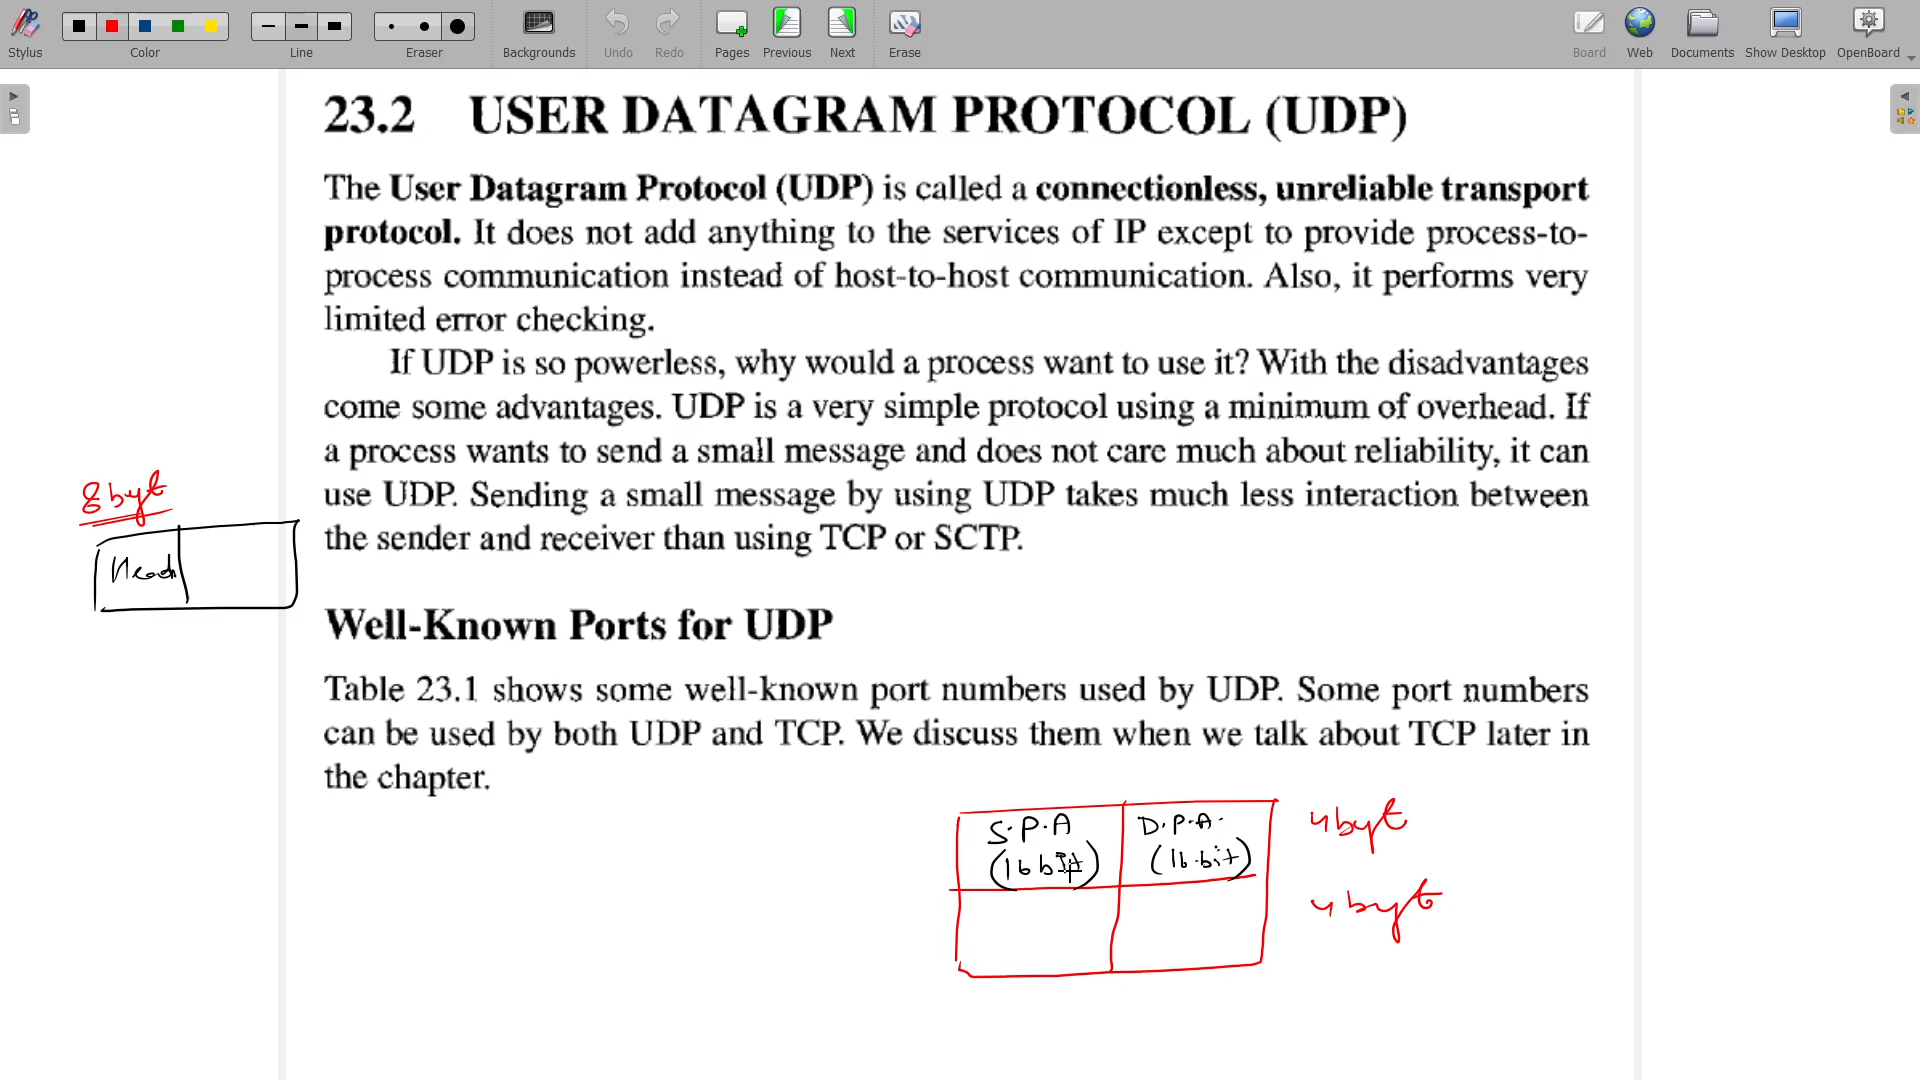 Stylus Color Line Eraser Backgrounds Undo Redo Pages Previous Next Erase Board Web Documents Show Desktop OpenBoard
23.2 USER DATAGRAM PROTOCOL (UDP)
The User Datagram Protocol (UDP) is called a connectionless, unreliable transport
protocol. It does not add anything to the services of IP except to provide process-to-
process communication instead of host-to-host communication. Also, it performs very
limited error checking.
If UDP is so powerless, why would a process want to use it? With the disadvantages
come some advantages. UDP is a very simple protocol using a minimum of overhead. If
a process wants to send a small message and does not care much about reliability, it can
use UDP. Sending a small message by using UDP takes much less interaction between
the sender and receiver than using TCP or SCTP.
8 byt
Well-Known Ports for UDP
Table 23.1 shows some well-known port numbers used by UDP. Some port numbers
can be used by both UDP and TCP. We discuss them when we talk about TCP later in
the chapter.
S.P.A D.P.A. 4 byt
(16 bit) (16-bit)
4 byt